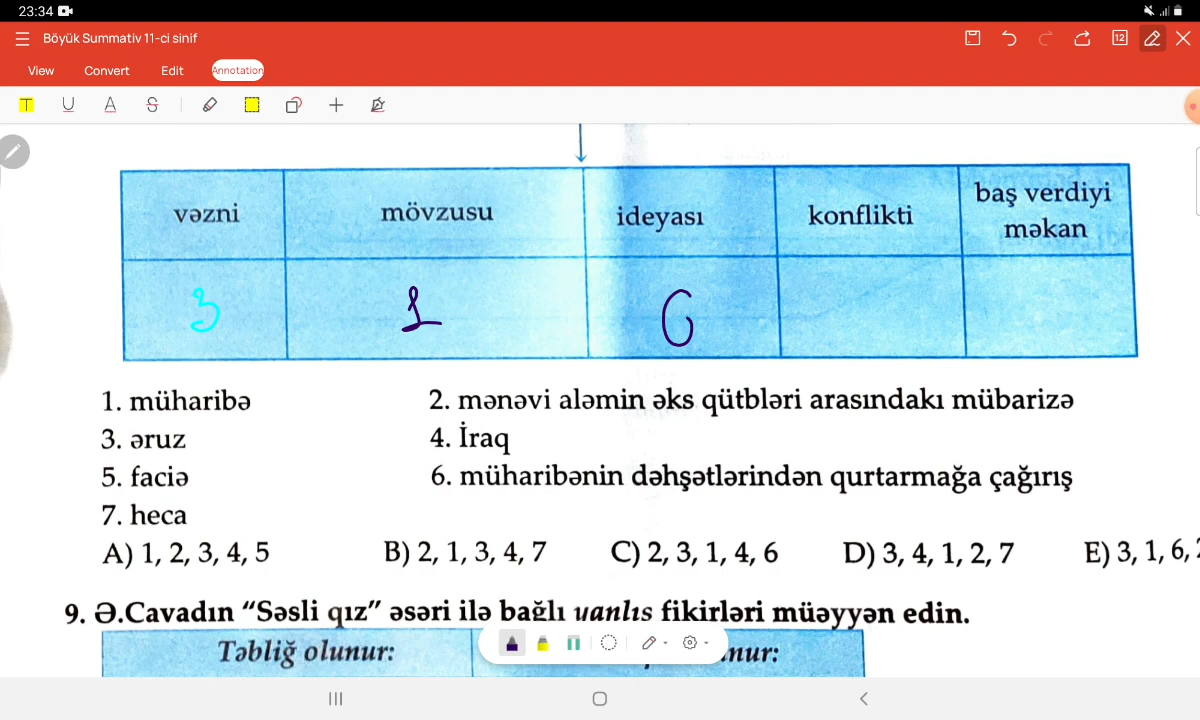 23:34
Böyük Summativ 11-ci sinif
12
View Convert Edit Annotation
T U A S
vəzni mövzusu ideyası konflikti baş verdiyi məkan
3 1 6
1. müharibə 2. mənəvi aləmin əks qütbləri arasındakı mübarizə
3. əruz 4. İraq
5. faciə 6. müharibənin dəhşətlərindən qurtarmağa çağırış
7. heca
A) 1, 2, 3, 4, 5 B) 2, 1, 3, 4, 7 C) 2, 3, 1, 4, 6 D) 3, 4, 1, 2, 7 E) 3, 1, 6,
9. Ə.Cavadın “Səsli qız” əsəri ilə bağlı yanlış fikirləri müəyyən edin.
Təbliğ olunur: nur: